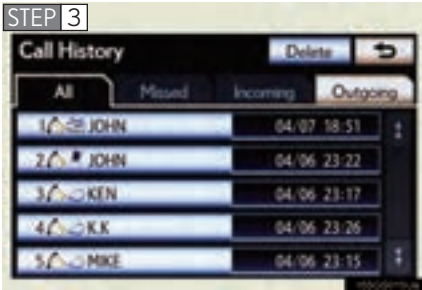 STEP 3
Call History Delete
All Missed Incoming Outgoing
1 JOHN 04/07 18:51
2 JOHN 04/06 23:22
3 KEN 04/06 23:17
4 K.K 04/06 23:26
5 MIKE 04/06 23:15